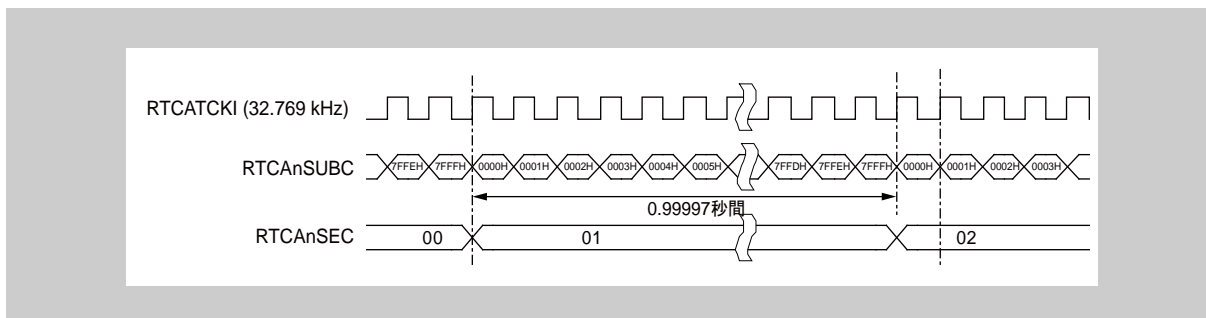 RTCATCKI (32.769 kHz)
RTCAnSUBC 7FFEH 7FFFH 0000H 0001H 0002H 0003H 0004H 0005H 7FFDH 7FFEH 7FFFH 0000H 0001H 0002H 0003H
0.99997秒間
RTCAnSEC 00 01 02